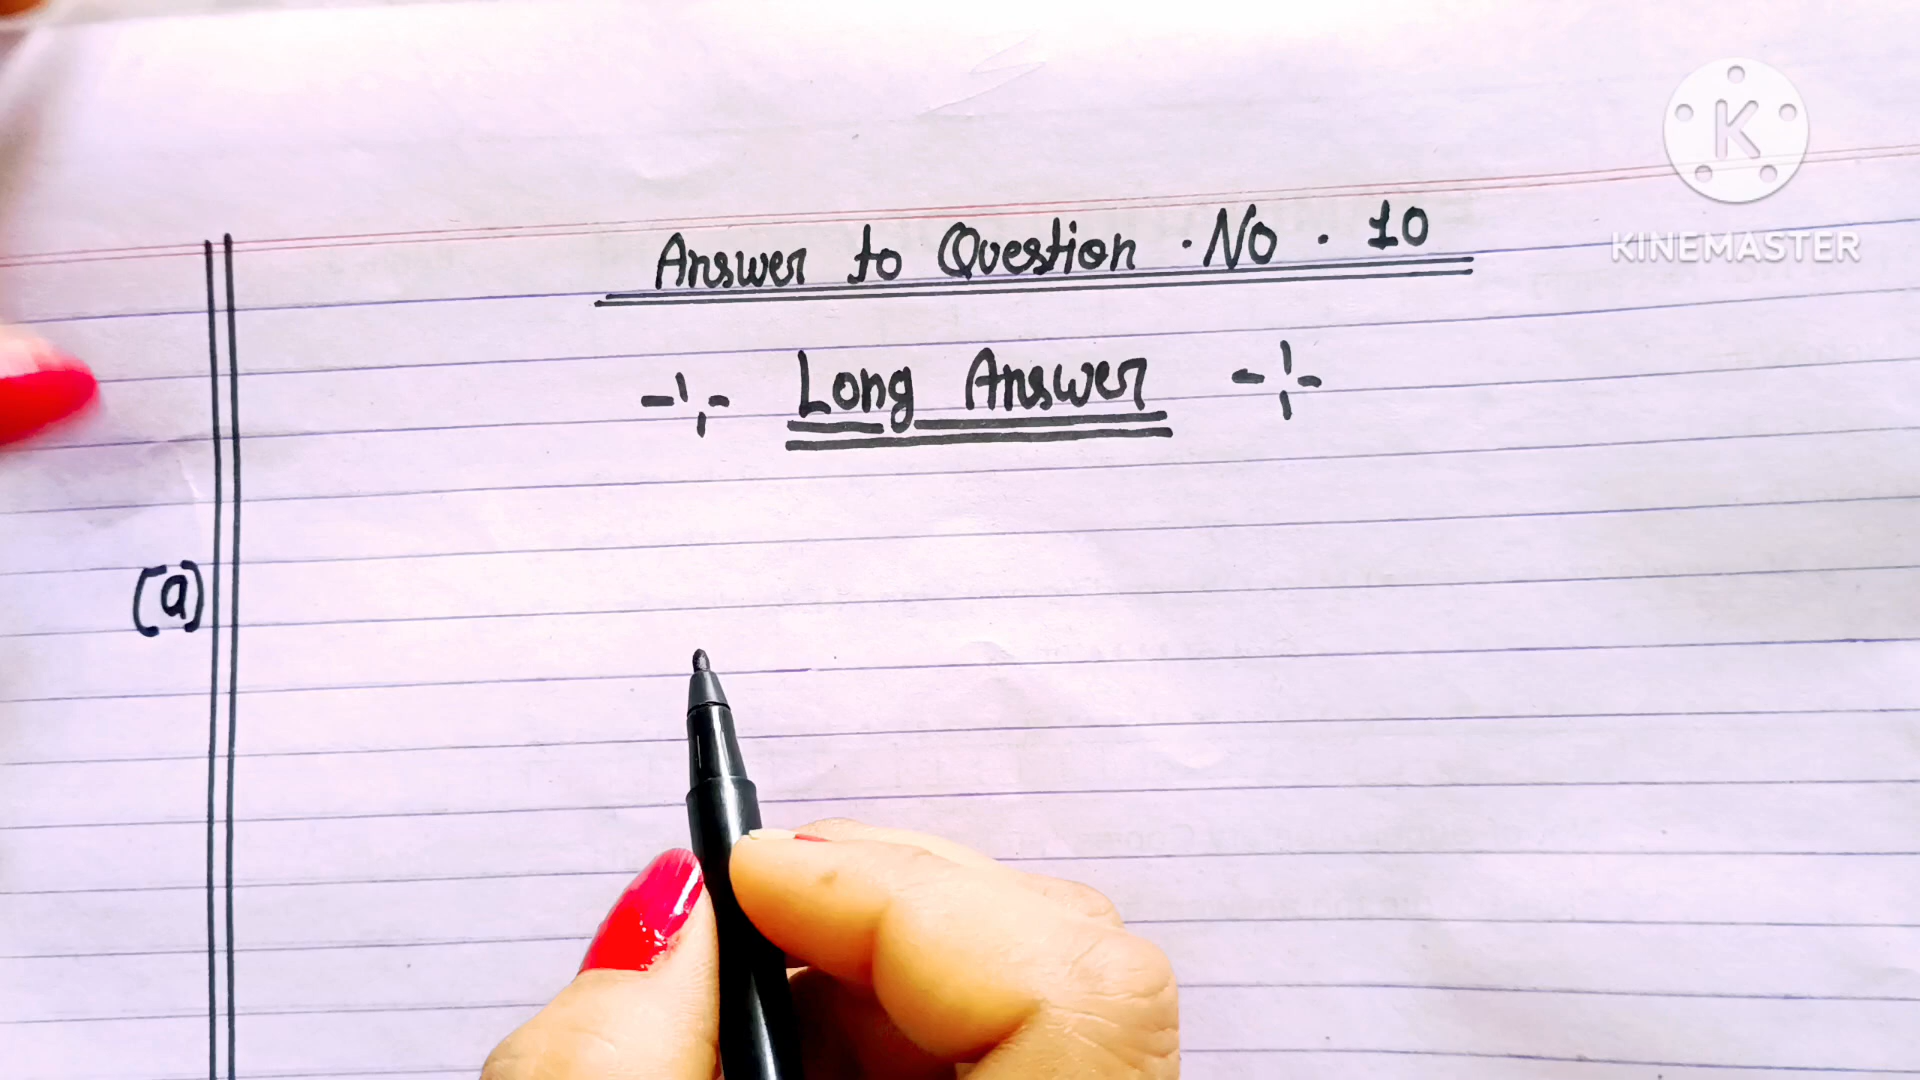 K
KINEMASTER
Answer to Question . No . 10
Long Answer
(a)